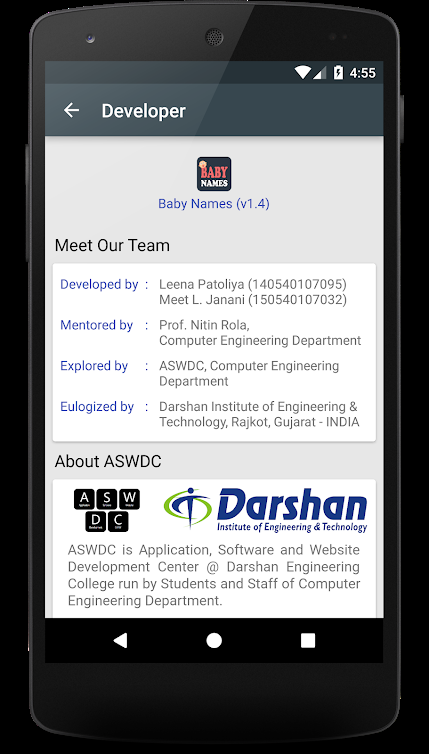 4:55
Developer
BABY
NAMES
Baby Names (v1.4)
Meet Our Team
Developed by : Leena Patoliya (140540107095)
Meet L. Janani (150540107032)
Mentored by : Prof. Nitin Rola,
Computer Engineering Department
Explored by : ASWDC, Computer Engineering
Department
Eulogized by : Darshan Institute of Engineering &
Technology, Rajkot, Gujarat - INDIA
About ASWDC
A S W
D C
Darshan
Institute of Engineering & Technology
ASWDC is Application, Software and Website
Development Center @ Darshan Engineering
College run by Students and Staff of Computer
Engineering Department.